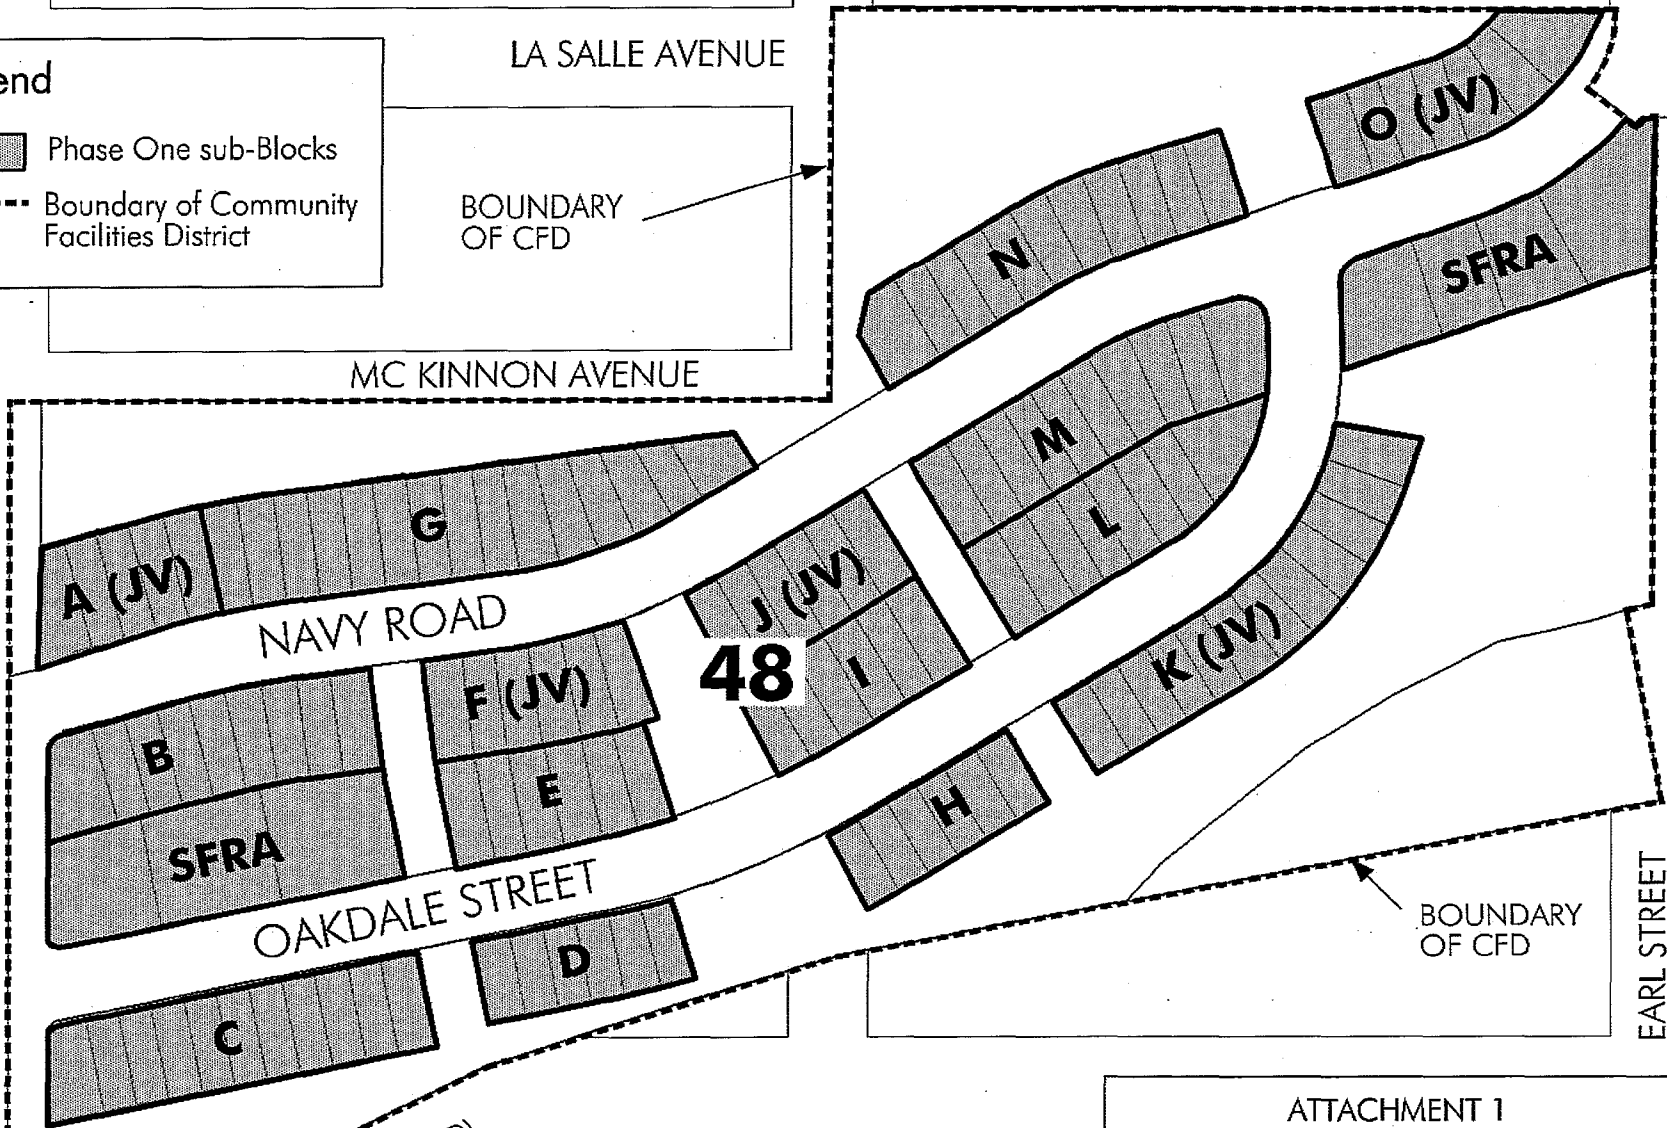 LA SALLE AVENUE
end
Phase One sub-Blocks
Boundary of Community
Facilities District
BOUNDARY
OF CFD
MC KINNON AVENUE
O (JV)
N
SFRA
M
L
G
A (JV)
NAVY ROAD
J (JV)
I
48
K (JV)
F (JV)
B
E
SFRA
H
OAKDALE STREET
D
C
BOUNDARY
OF CFD
EARL STREET
ATTACHMENT 1